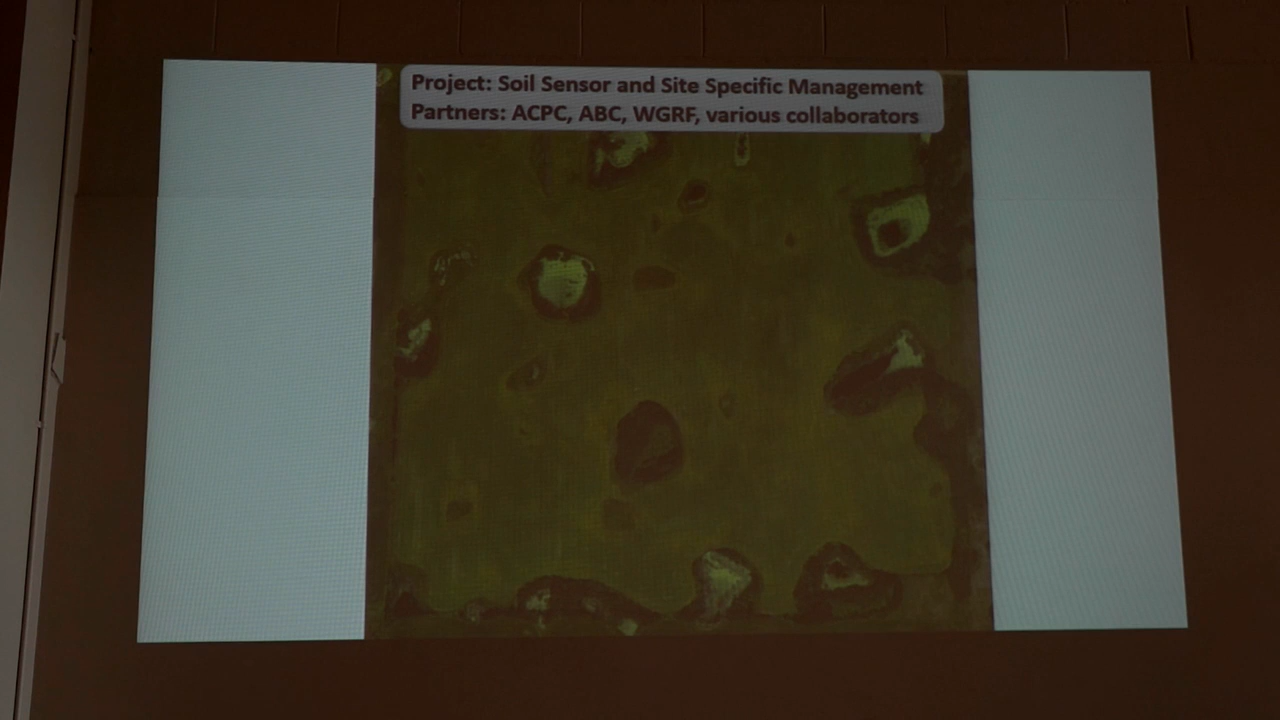 Project: Soil Sensor and Site Specific Management
Partners: ACPC, ABC, WGRF, various collaborators